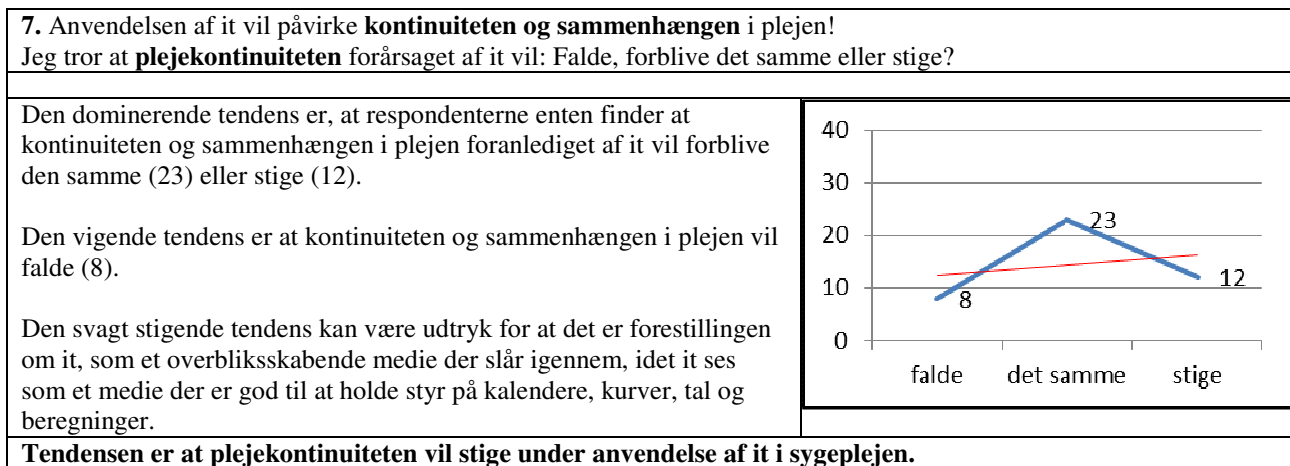 7. Anvendelsen af it vil påvirke kontinuiteten og sammenhængen i plejen!
Jeg tror at plejekontinuiteten forårsaget af it vil: Falde, forblive det samme eller stige?
Den dominerende tendens er, at respondenterne enten finder at
kontinuiteten og sammenhængen i plejen foranlediget af it vil forblive
den samme (23) eller stige (12).
Den vigende tendens er at kontinuiteten og sammenhængen i plejen vil
falde (8).
Den svagt stigende tendens kan være udtryk for at det er forestillingen
om it, som et overbliksskabende medie der slår igennem, idet it ses
som et medie der er god til at holde styr på kalendere, kurver, tal og
beregninger.
40
30
20
10
0
23
12
8
falde det samme stige
Tendensen er at plejekontinuiteten vil stige under anvendelse af it i sygeplejen.